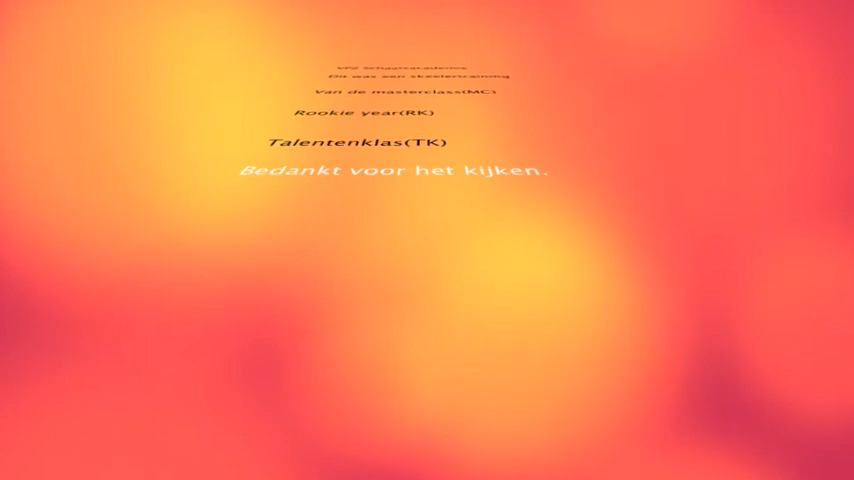 VPZ Schaatsacademie
Dit was een skeelertraining
Van de masterclass(MC)
Rookie year(RK)
Talentenklas(TK)
Bedankt voor het kijken.